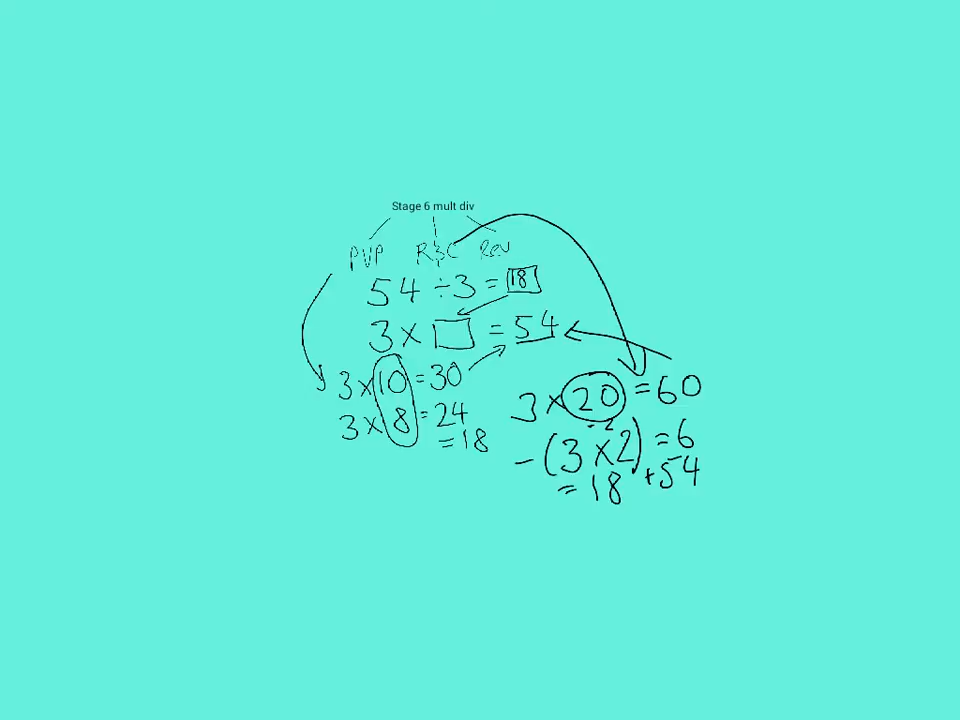 Stage 6 mult div
PVP R&C Rev
54 ÷ 3 = 18
3 × □ = 54
3 × 10 = 30
3 × 8 = 24
= 18
3 × 20 = 60
- 2
- (3 × 2) = 6
= 18
54